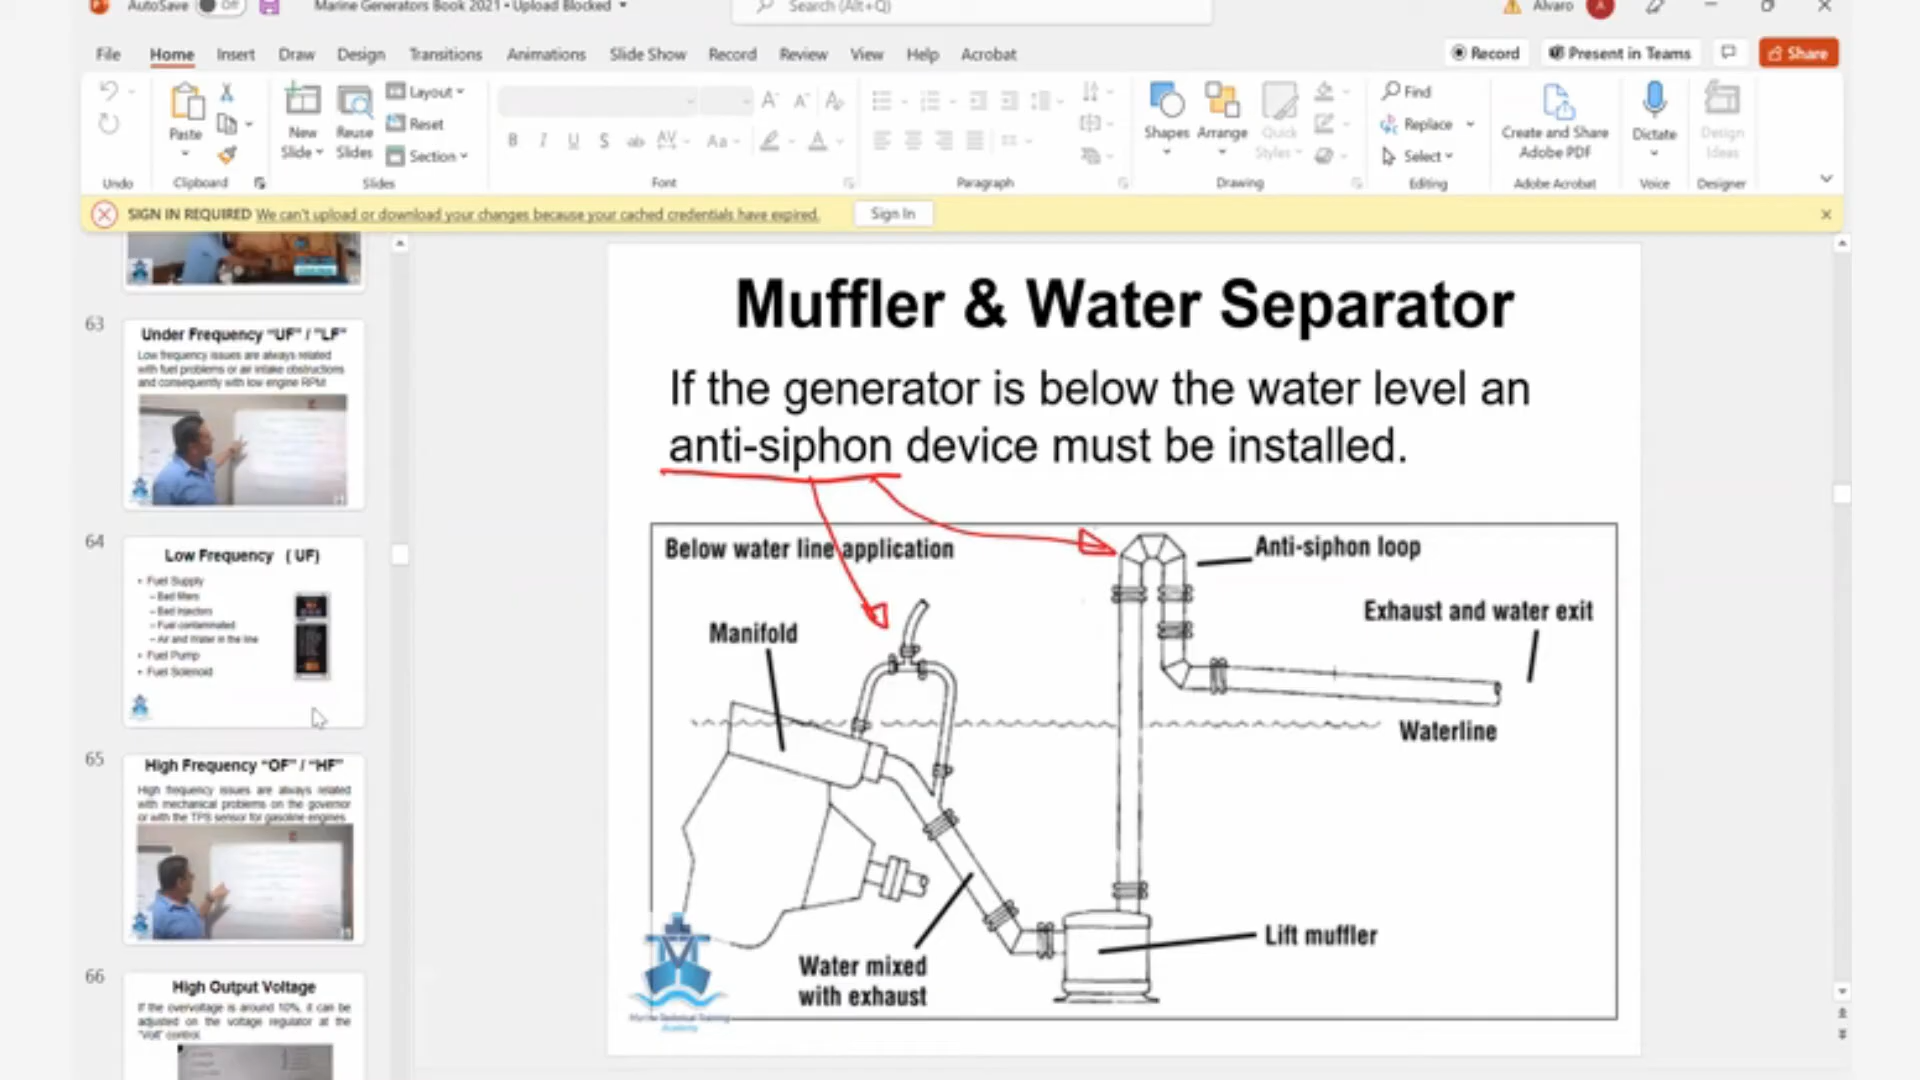 AutoSave Off
Marine Generators Book 2021 • Upload Blocked
Search (Alt+Q)
Alvaro
A
File Home Insert Draw Design Transitions Animations Slide Show Record Review View Help Acrobat
Record
Present in Teams
Share
Paste
New Slide
Reuse Slides
Layout
Reset
Section
Shapes
Arrange
Quick Styles
Find
Replace
Select
Create and Share Adobe PDF
Dictate
Design Ideas
Undo
Clipboard
Slides
Font
Paragraph
Drawing
Editing
Adobe Acrobat
Voice
Designer
SIGN IN REQUIRED We can't upload or download your changes because your cached credentials have expired.
Sign In
63
Under Frequency “UF” / “LF”
Low frequency issues are always related
with fuel problems or air intake obstructions
and consequently with low engine RPM
64
Low Frequency ( UF)
• Fuel Supply
– Bad filters
– Bad Injectors
– Fuel contaminated
– Air and Water in the line
• Fuel Pump
• Fuel Solenoid
65
High Frequency “OF” / “HF”
High frequency issues are always related
with mechanical problems on the governor
or with the TPS sensor for gasoline engines
66
High Output Voltage
If the overvoltage is around 10%, it can be
adjusted on the voltage regulator at the
"Volt" control
Muffler & Water Separator
If the generator is below the water level an
anti-siphon device must be installed.
Below water line application
Anti-siphon loop
Exhaust and water exit
Manifold
Waterline
Lift muffler
Water mixed
with exhaust
Marine Technical Training
Academy